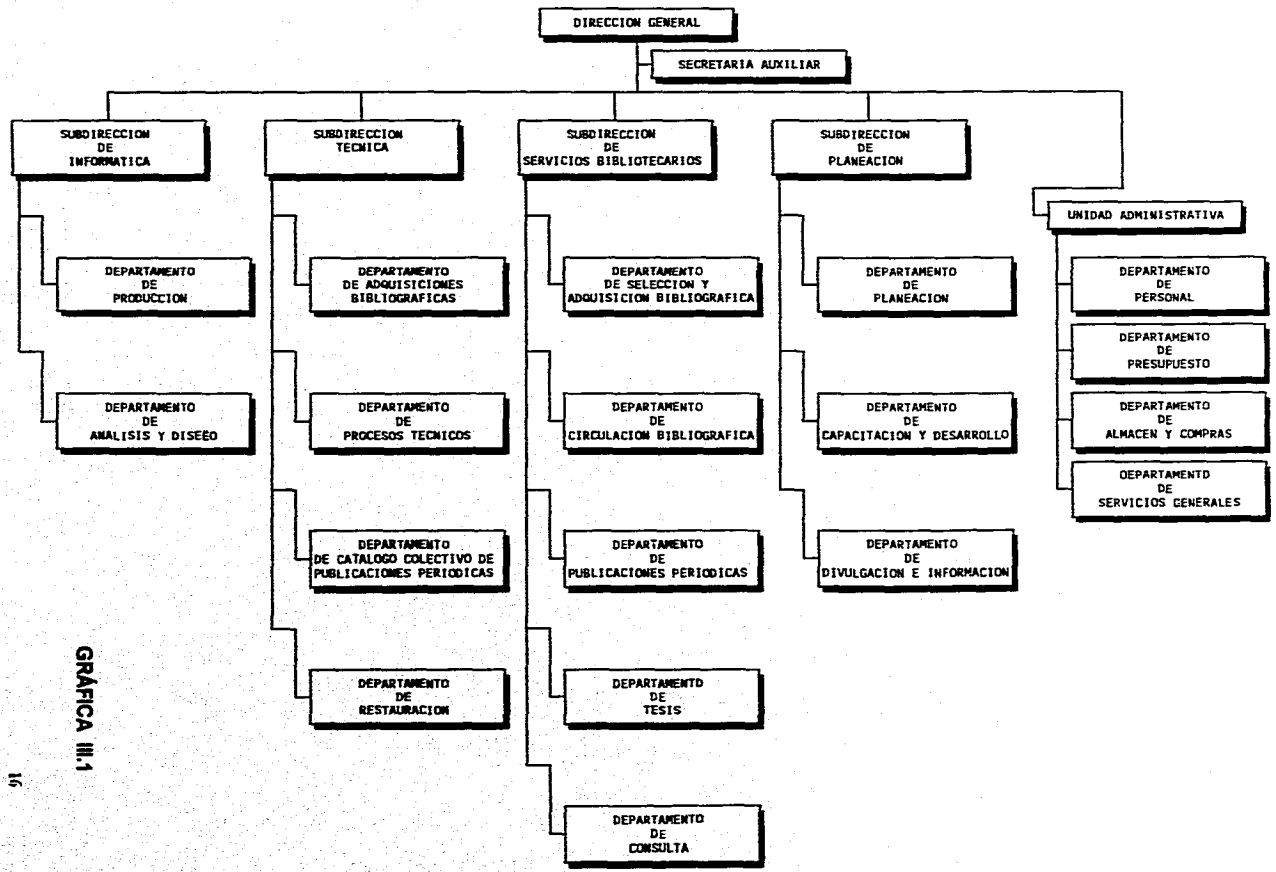 DIRECCION GENERAL
SECRETARIA AUXILIAR
SUBDIRECCION
DE
INFORMATICA
SUBDIRECCION
TECNICA
SUBDIRECCION
DE
SERVICIOS BIBLIOTECARIOS
SUBDIRECCION
DE
PLANEACION
UNIDAD ADMINISTRATIVA
DEPARTAMENTO
DE
PRODUCCION
DEPARTAMENTO
DE
ANALISIS Y DISEÉO
DEPARTAMENTO
DE ADQUISICIONES
BIBLIOGRAFICAS
DEPARTAMENTO
DE
PROCESOS TECNICOS
DEPARTAMENTO
DE CATALOGO COLECTIVO DE
PUBLICACIONES PERIODICAS
DEPARTAMENTO
DE
RESTAURACION
DEPARTAMENTO
DE SELECCION Y
ADQUISICION BIBLIOGRAFICA
DEPARTAMENTO
DE
CIRCULACION BIBLIOGRAFICA
DEPARTAMENTO
DE
PUBLICACIONES PERIODICAS
DEPARTAMENTO
DE
TESIS
DEPARTAMENTO
DE
CONSULTA
DEPARTAMENTO
DE
PLANEACION
DEPARTAMENTO
DE
CAPACITACION Y DESARROLLO
DEPARTAMENTO
DE
DIVULGACION E INFORMACION
DEPARTAMENTO
DE
PERSONAL
DEPARTAMENTO
DE
PRESUPUESTO
DEPARTAMENTO
DE
ALMACEN Y COMPRAS
DEPARTAMENTO
DE
SERVICIOS GENERALES
GRÁFICA III.1